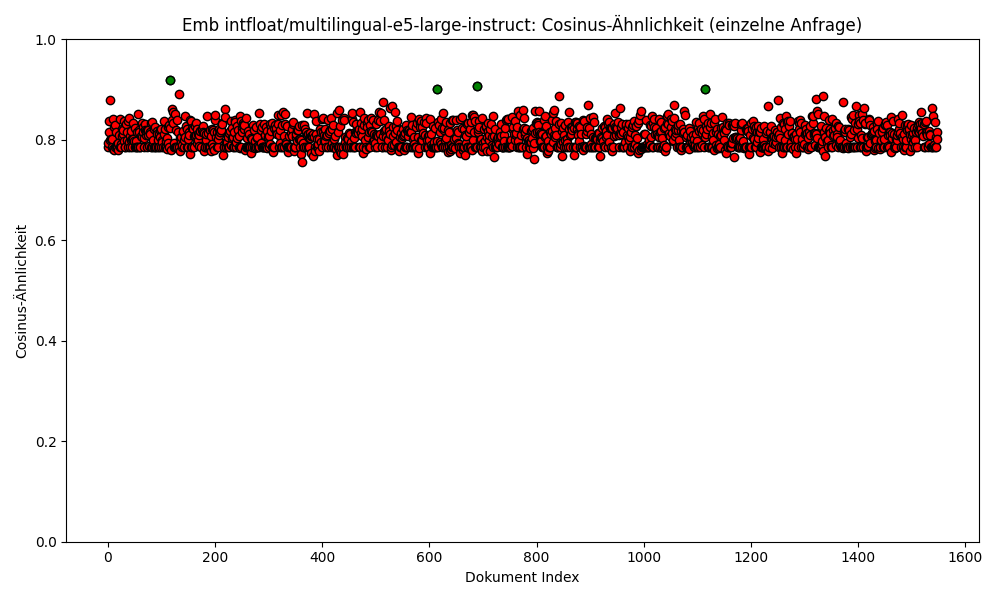 Emb intfloat/multilingual-e5-large-instruct: Cosinus-Ähnlichkeit (einzelne Anfrage)
1.0
0.8
0.6
0.4
0.2
0.0
Cosinus-Ähnlichkeit
0 200 400 600 800 1000 1200 1400 1600
Dokument Index